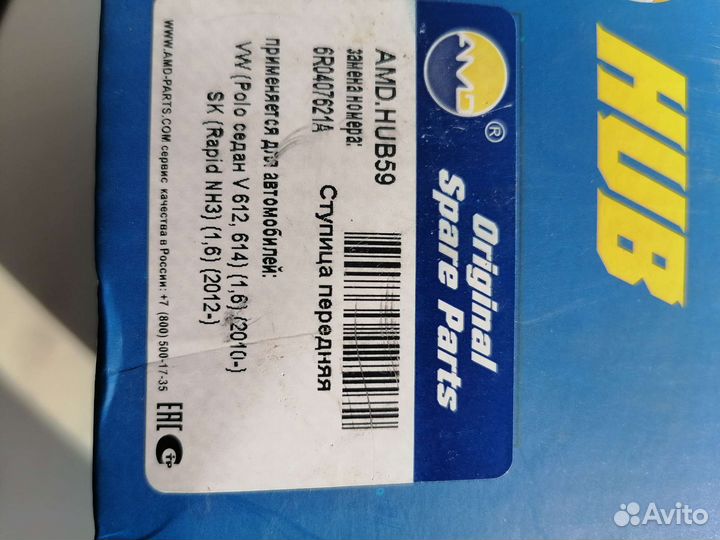 HUB
AMD
®
Original
Spare Parts
AMD.HUB59
замена номера:
6R0407621A
Ступица передняя
применяется для автомобилей:
VW (Polo седан V 612, 614) (1,6) (2010-)
SK (Rapid NH3) (1,6) (2012-)
WWW.AMD-PARTS.COM сервис качества в России: +7 (800) 500-17-35
EAC
СТР
Avito